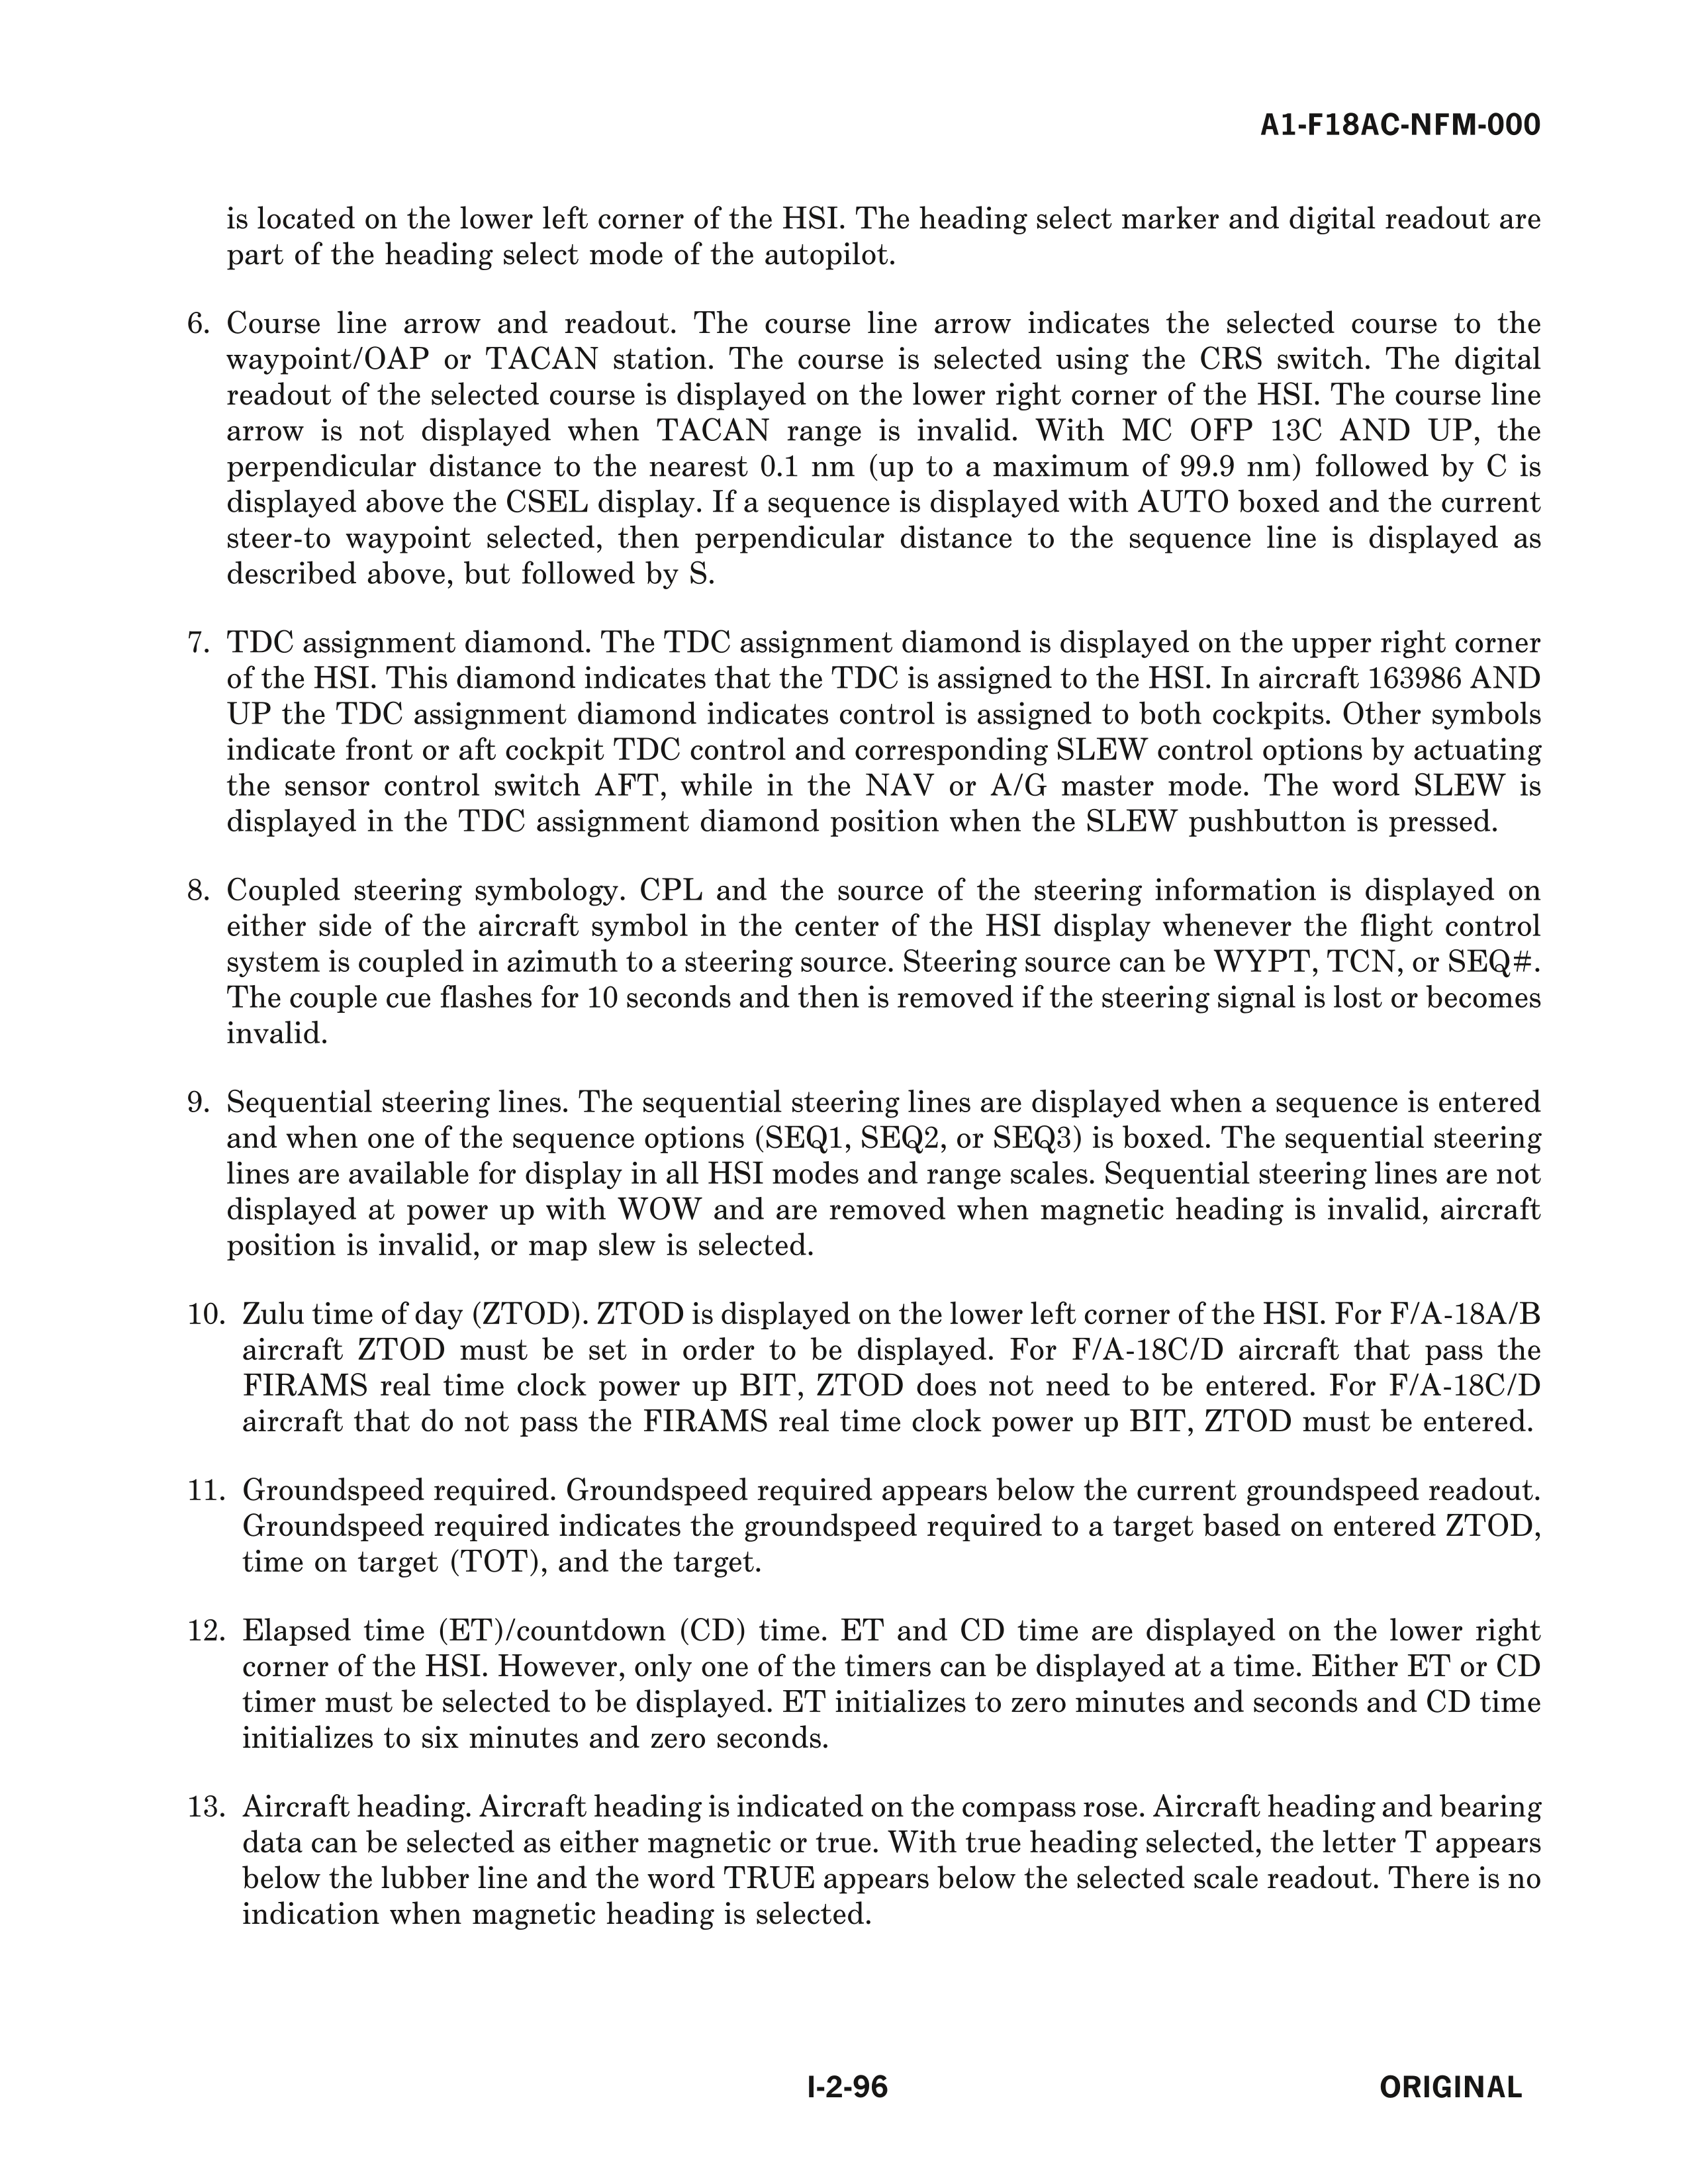 A1-F18AC-NFM-000
is located on the lower left corner of the HSI. The heading select marker and digital readout are
part of the heading select mode of the autopilot.
6. Course line arrow and readout. The course line arrow indicates the selected course to the
waypoint/OAP or TACAN station. The course is selected using the CRS switch. The digital
readout of the selected course is displayed on the lower right corner of the HSI. The course line
arrow is not displayed when TACAN range is invalid. With MC OFP 13C AND UP, the
perpendicular distance to the nearest 0.1 nm (up to a maximum of 99.9 nm) followed by C is
displayed above the CSEL display. If a sequence is displayed with AUTO boxed and the current
steer-to waypoint selected, then perpendicular distance to the sequence line is displayed as
described above, but followed by S.
7. TDC assignment diamond. The TDC assignment diamond is displayed on the upper right corner
of the HSI. This diamond indicates that the TDC is assigned to the HSI. In aircraft 163986 AND
UP the TDC assignment diamond indicates control is assigned to both cockpits. Other symbols
indicate front or aft cockpit TDC control and corresponding SLEW control options by actuating
the sensor control switch AFT, while in the NAV or A/G master mode. The word SLEW is
displayed in the TDC assignment diamond position when the SLEW pushbutton is pressed.
8. Coupled steering symbology. CPL and the source of the steering information is displayed on
either side of the aircraft symbol in the center of the HSI display whenever the flight control
system is coupled in azimuth to a steering source. Steering source can be WYPT, TCN, or SEQ#.
The couple cue flashes for 10 seconds and then is removed if the steering signal is lost or becomes
invalid.
9. Sequential steering lines. The sequential steering lines are displayed when a sequence is entered
and when one of the sequence options (SEQ1, SEQ2, or SEQ3) is boxed. The sequential steering
lines are available for display in all HSI modes and range scales. Sequential steering lines are not
displayed at power up with WOW and are removed when magnetic heading is invalid, aircraft
position is invalid, or map slew is selected.
10. Zulu time of day (ZTOD). ZTOD is displayed on the lower left corner of the HSI. For F/A-18A/B
aircraft ZTOD must be set in order to be displayed. For F/A-18C/D aircraft that pass the
FIRAMS real time clock power up BIT, ZTOD does not need to be entered. For F/A-18C/D
aircraft that do not pass the FIRAMS real time clock power up BIT, ZTOD must be entered.
11. Groundspeed required. Groundspeed required appears below the current groundspeed readout.
Groundspeed required indicates the groundspeed required to a target based on entered ZTOD,
time on target (TOT), and the target.
12. Elapsed time (ET)/countdown (CD) time. ET and CD time are displayed on the lower right
corner of the HSI. However, only one of the timers can be displayed at a time. Either ET or CD
timer must be selected to be displayed. ET initializes to zero minutes and seconds and CD time
initializes to six minutes and zero seconds.
13. Aircraft heading. Aircraft heading is indicated on the compass rose. Aircraft heading and bearing
data can be selected as either magnetic or true. With true heading selected, the letter T appears
below the lubber line and the word TRUE appears below the selected scale readout. There is no
indication when magnetic heading is selected.
I-2-96
ORIGINAL